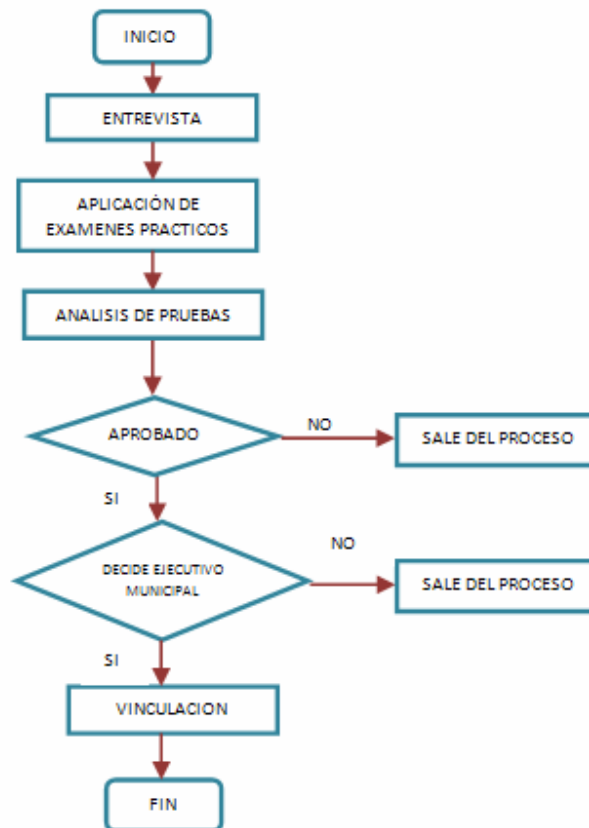 INICIO
ENTREVISTA
APLICACIÓN DE
EXAMENES PRACTICOS
ANALISIS DE PRUEBAS
APROBADO
NO
SALE DEL PROCESO
SI
DECIDE EJECUTIVO
MUNICIPAL
NO
SALE DEL PROCESO
SI
VINCULACION
FIN